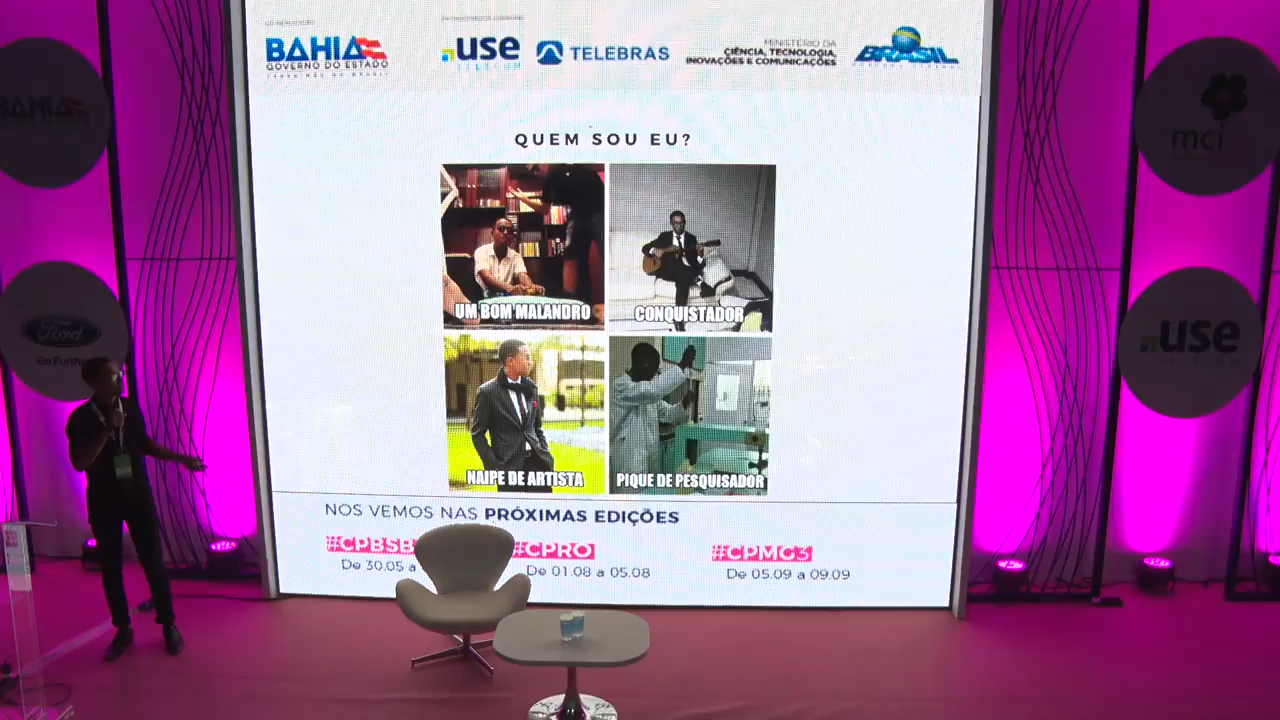 BAHIA
GOVERNO DO ESTADO
use
TELECOM
TELEBRAS
MINISTÉRIO DA
CIÊNCIA, TECNOLOGIA,
INOVAÇÕES E COMUNICAÇÕES
BRASIL
BAHIA
mci
QUEM SOU EU?
UM BOM MALANDRO
CONQUISTADOR
NAIPE DE ARTISTA
PIQUE DE PESQUISADOR
Ford
Go Further
use
NOS VEMOS NAS PRÓXIMAS EDIÇÕES
#CPBSB
#CPRO
#CPMG3
De 30.05 a
De 01.08 a 05.08
De 05.09 a 09.09